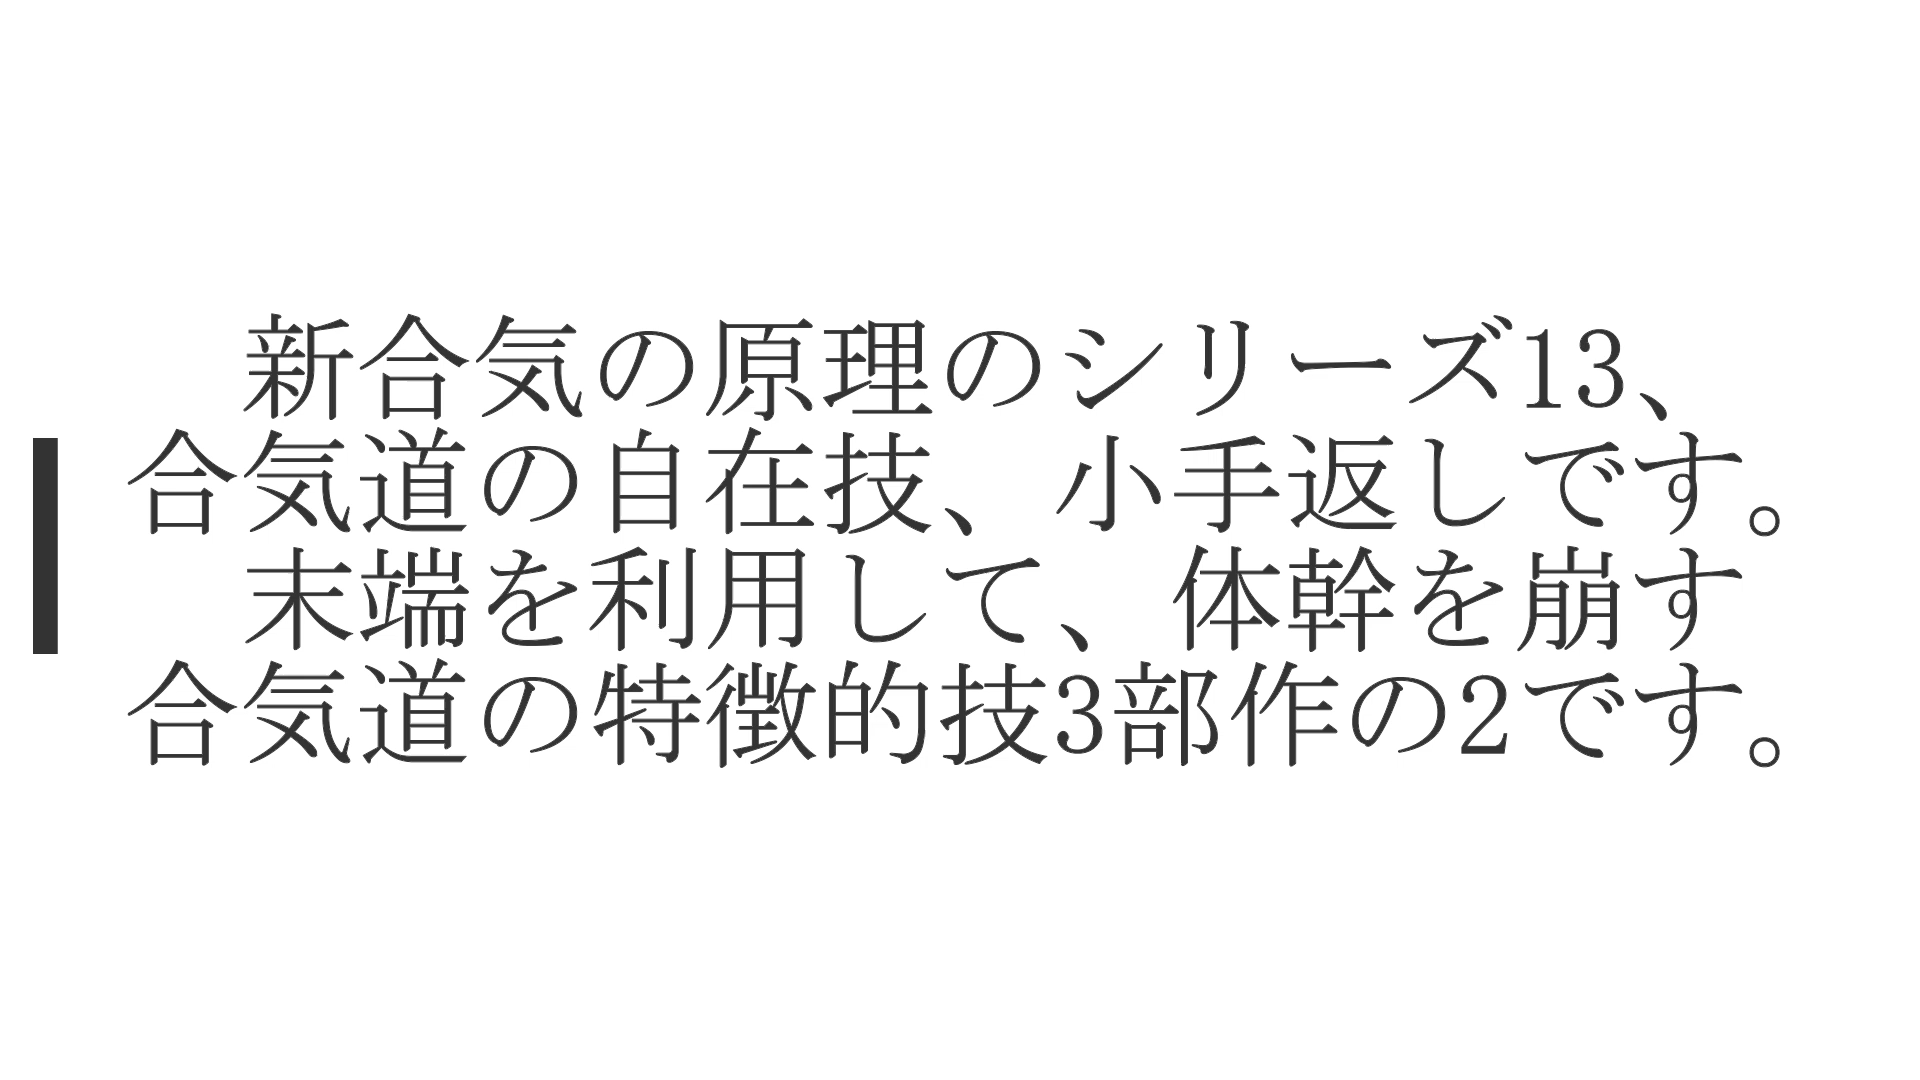 新合気の原理のシリーズ13、
合気道の自在技、小手返しです。
末端を利用して、体幹を崩す
合気道の特徴的技3部作の2です。